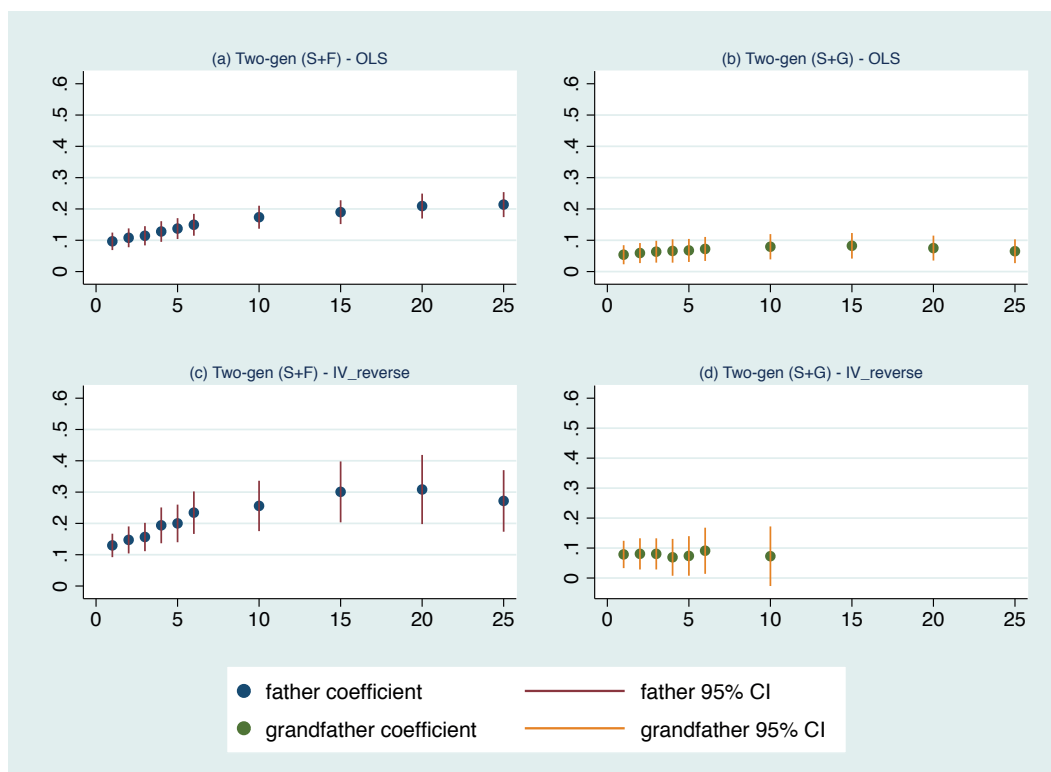 (a) Two-gen (S+F) - OLS
.6
.5
.4
.3
.2
.1
0
0 5 10 15 20 25
(b) Two-gen (S+G) - OLS
.6
.5
.4
.3
.2
.1
0
0 5 10 15 20 25
(c) Two-gen (S+F) - IV_reverse
.6
.5
.4
.3
.2
.1
0
0 5 10 15 20 25
(d) Two-gen (S+G) - IV_reverse
.6
.5
.4
.3
.2
.1
0
0 5 10 15 20 25
father coefficient father 95% CI
grandfather coefficient grandfather 95% CI